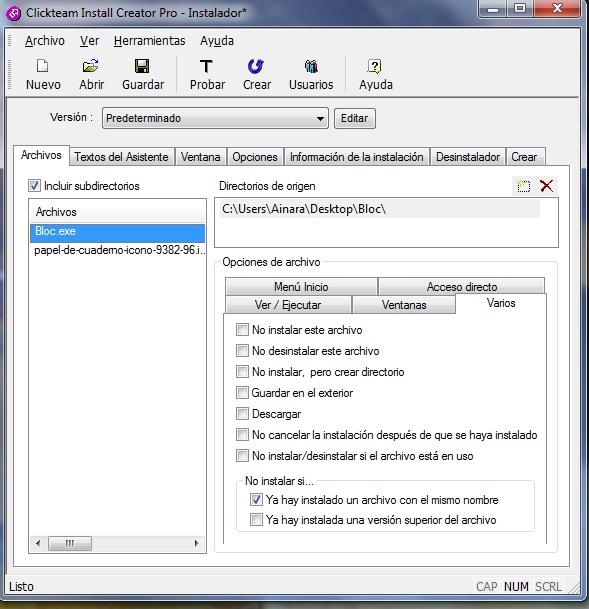 Clickteam Install Creator Pro - Instalador*
Archivo Ver Herramientas Ayuda
Nuevo Abrir Guardar Probar Crear Usuarios Ayuda
Versión : Predeterminado Editar
Archivos Textos del Asistente Ventana Opciones Información de la instalación Desinstalador Crear
Incluir subdirectorios
Archivos
Bloc.exe
papel-de-cuaderno-icono-9382-96.i...
Directorios de origen
C:\Users\Ainara\Desktop\Bloc\
Opciones de archivo
Menú Inicio Acceso directo
Ver / Ejecutar Ventanas Varios
No instalar este archivo
No desinstalar este archivo
No instalar, pero crear directorio
Guardar en el exterior
Descargar
No cancelar la instalación después de que se haya instalado
No instalar/desinstalar si el archivo está en uso
No instalar si...
Ya hay instalado un archivo con el mismo nombre
Ya hay instalada una versión superior del archivo
Listo CAP NUM SCRL